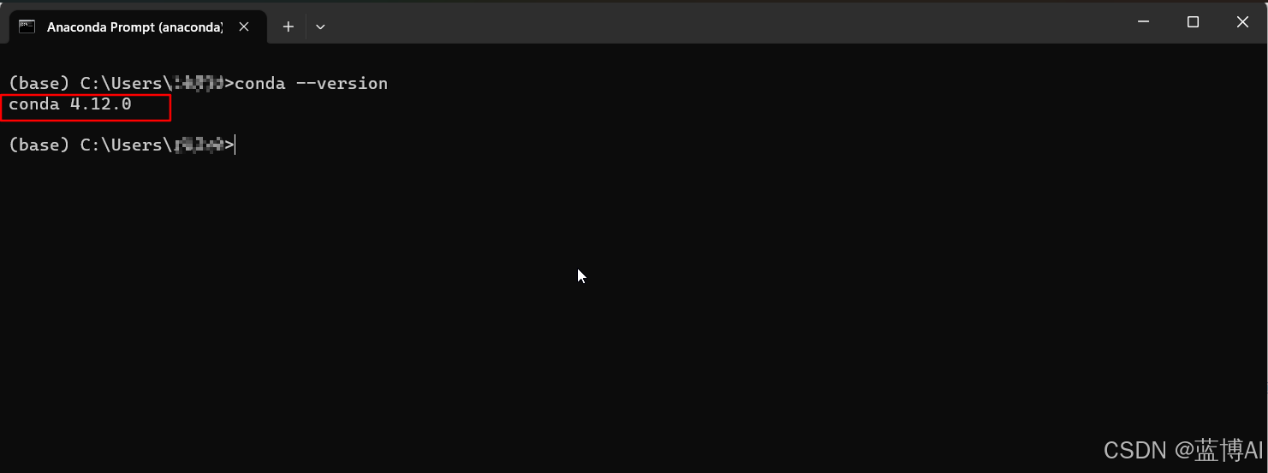 Anaconda Prompt (anaconda)
(base) C:\Users\>conda --version
conda 4.12.0
(base) C:\Users\>
CSDN @蓝博AI